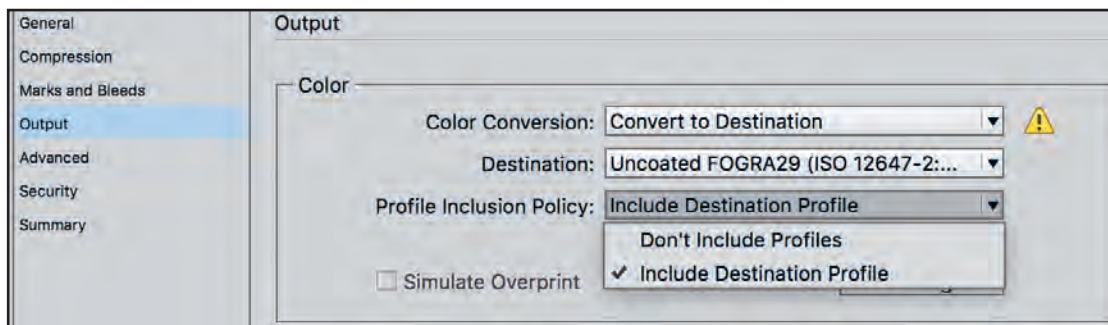 General
Compression
Marks and Bleeds
Output
Advanced
Security
Summary
Output
Color
Color Conversion: Convert to Destination
Destination: Uncoated FOGRA29 (ISO 12647-2:...
Profile Inclusion Policy: Include Destination Profile
Don't Include Profiles
✓ Include Destination Profile
Simulate Overprint